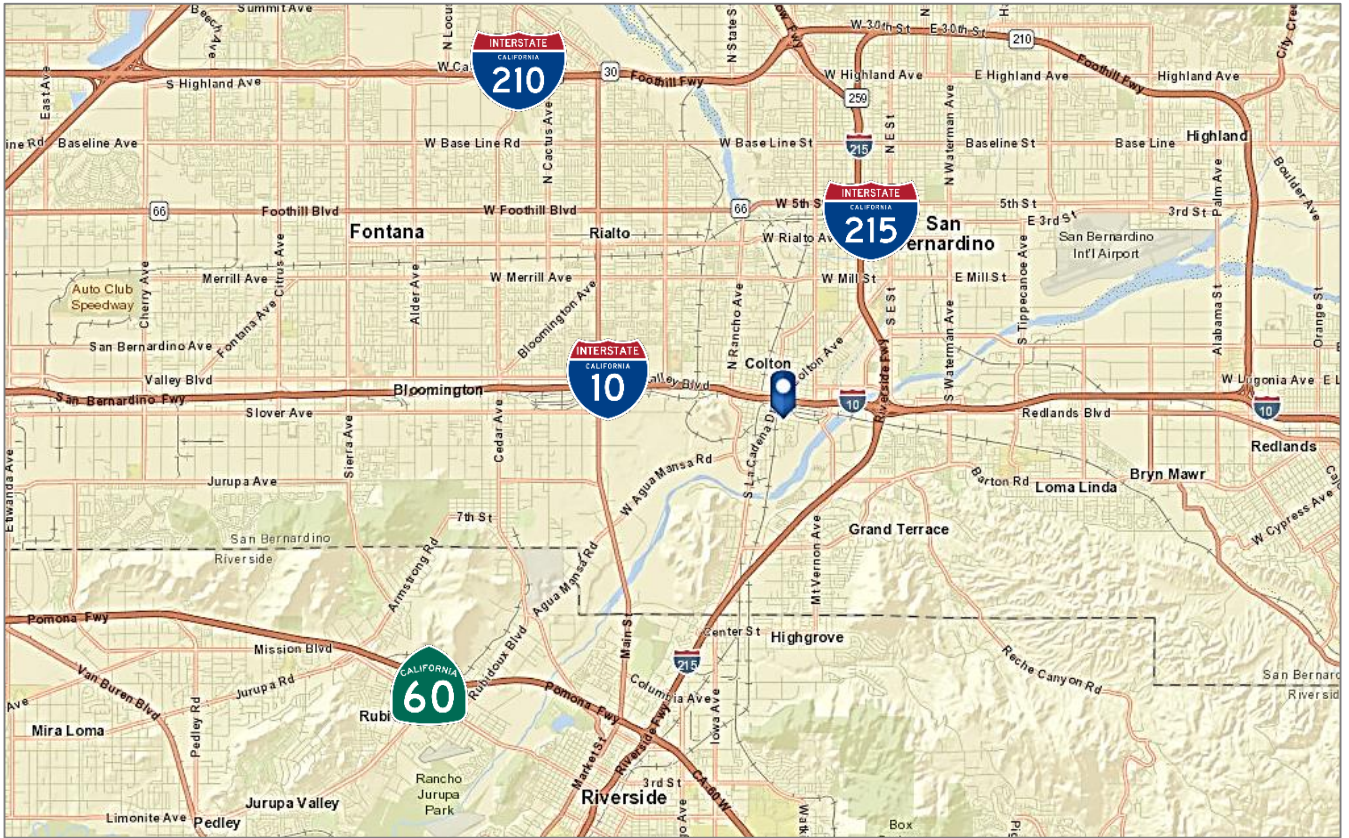 Summit Ave
Beech Ave
N State S
W 30th St
E 30th St
210
City Cree
INTERSTATE
CALIFORNIA
210
W Ca
30
Foothill Fwy
W Highland Ave
E Highland Ave
Foothill Fwy
Highland Ave
S Highland Ave
East Ave
259
N Cactus Ave
N E St
N Waterman Ave
Baseline Ave
W Base Line Rd
W Base Line St
215
Baseline St
Base Line
Highland
Boulder Ave
Palm Ave
66
Foothill Blvd
W Foothill Blvd
66
W 5th S
INTERSTATE
CALIFORNIA
215
5th St
3rd St
E 3rd St
Fontana
Rialto
W Rialto Av
San
ernardino
San Bernardino
Int'l Airport
Merrill Ave
Citrus Ave
W Merrill Ave
W Mill St
E Mill St
Auto Club
Speedway
Cherry Ave
Fontana Ave
Alder Ave
Bloomington Ave
N Rancho Ave
S E St
S Waterman Ave
S Tippecanoe Ave
Alabama St
Orange St
San Bernardino Ave
INTERSTATE
CALIFORNIA
10
Colton
olton Ave
Riverside Fwy
Valley Blvd
Bloomington
alley Blvd
W Lugonia Ave
E L
San Bernardino Fwy
Slover Ave
10
Redlands Blvd
10
Redlands
Etiwanda Ave
Sierra Ave
Cedar Ave
S La Cadena D
Jurupa Ave
W Agua Mansa Rd
Barton Rd
Loma Linda
Bryn Mawr
W Cypress Ave
7th St
Grand Terrace
San Bernardino
Riverside
Armstrong Rd
Agua Mansa Rd
Mt Vernon Ave
Pomona Fwy
Main St
Center St
Highgrove
Mission Blvd
Rubidoux Blvd
215
Reche Canyon Rd
San Bernard
Riversid
Van Buren Blvd
Jurupa Rd
CALIFORNIA
60
Pomona Fwy
Columbia Ave
Ave
Mira Loma
Pedley Rd
Rubi
Market St
Riverside Fwy
Iowa Ave
CA-60 W
3rd St
Rancho
Jurupa
Park
Riverside
Jurupa Valley
Limonite Ave
Pedley
Box